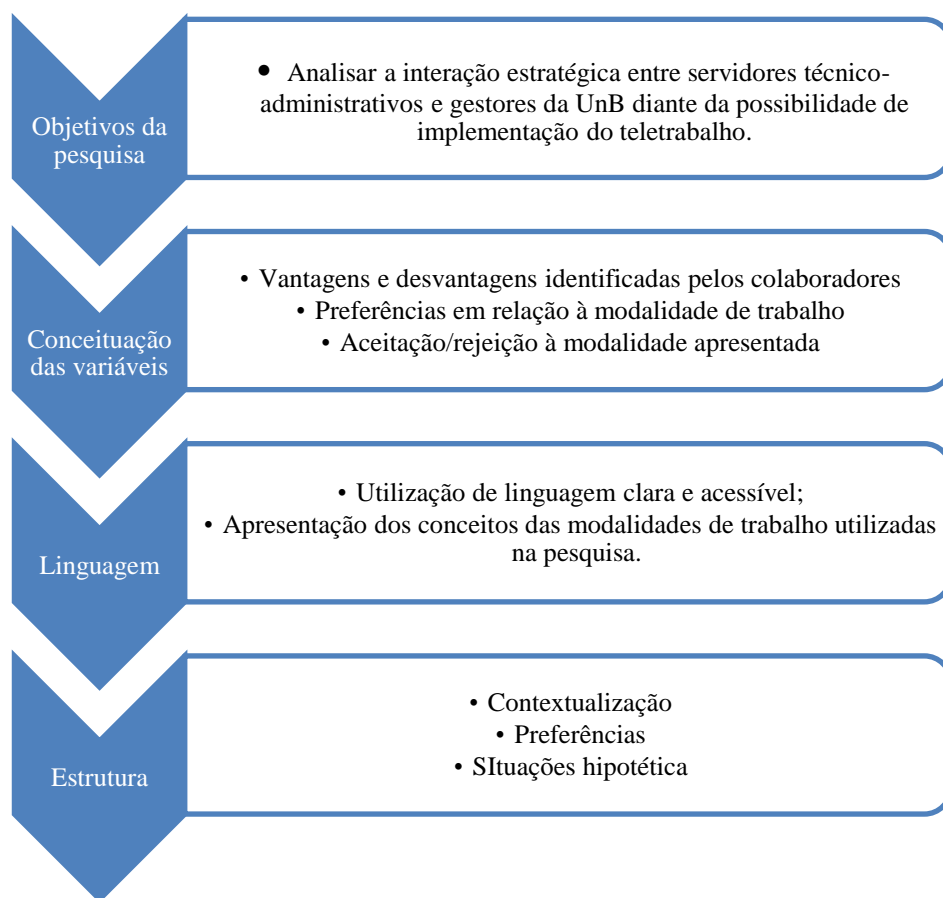 Objetivos da
pesquisa
• Analisar a interação estratégica entre servidores técnico-
administrativos e gestores da UnB diante da possibilidade de
implementação do teletrabalho.
Conceituação
das variáveis
• Vantagens e desvantagens identificadas pelos colaboradores
• Preferências em relação à modalidade de trabalho
• Aceitação/rejeição à modalidade apresentada
Linguagem
• Utilização de linguagem clara e acessível;
• Apresentação dos conceitos das modalidades de trabalho utilizadas
na pesquisa.
Estrutura
• Contextualização
• Preferências
• SItuações hipotética